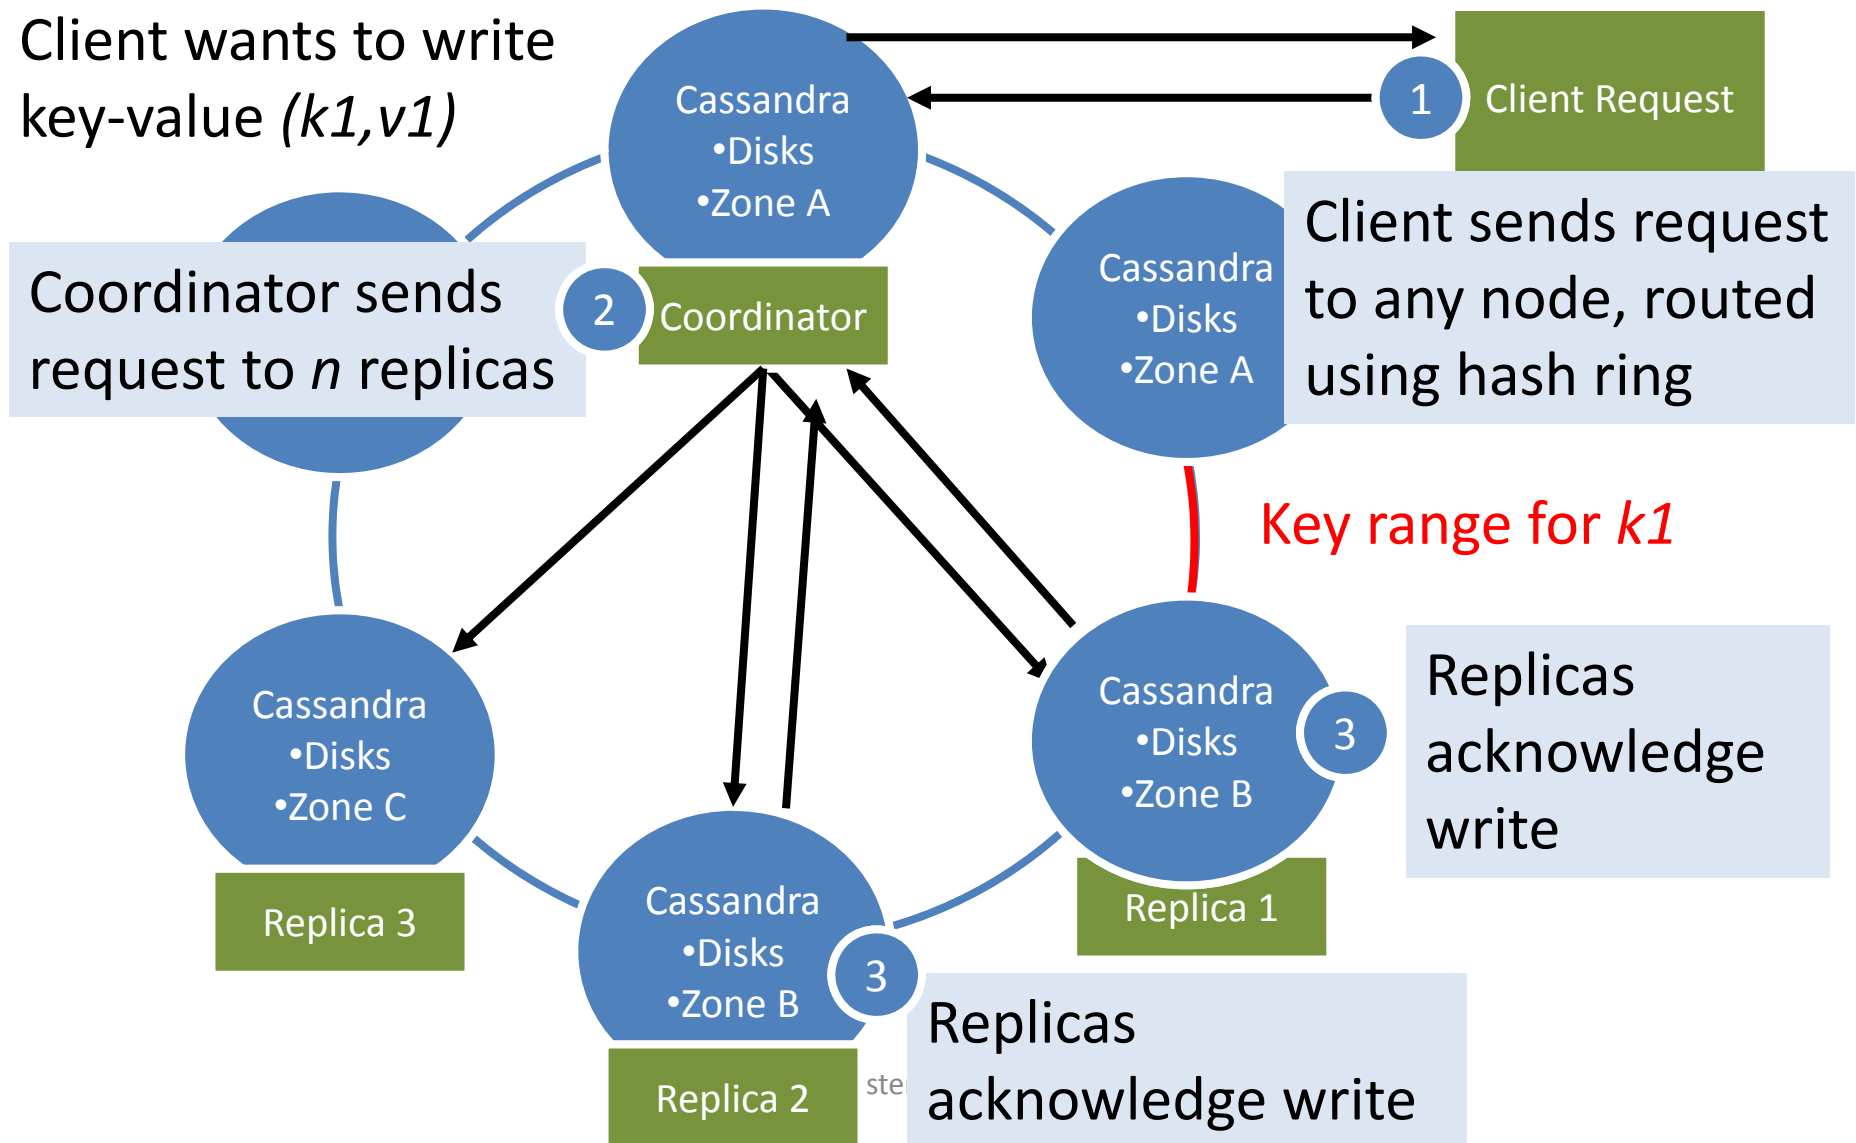 Client wants to write
key-value (k1,v1)
Cassandra
•Disks
•Zone A
1
Client Request
Client sends request
to any node, routed
using hash ring
Coordinator sends
request to n replicas
2
Coordinator
Cassandra
•Disks
•Zone A
Key range for k1
Cassandra
•Disks
•Zone C
Replica 3
Cassandra
•Disks
•Zone B
3
Replica 1
Replicas
acknowledge
write
Cassandra
•Disks
•Zone B
3
Replica 2
Replicas
acknowledge write